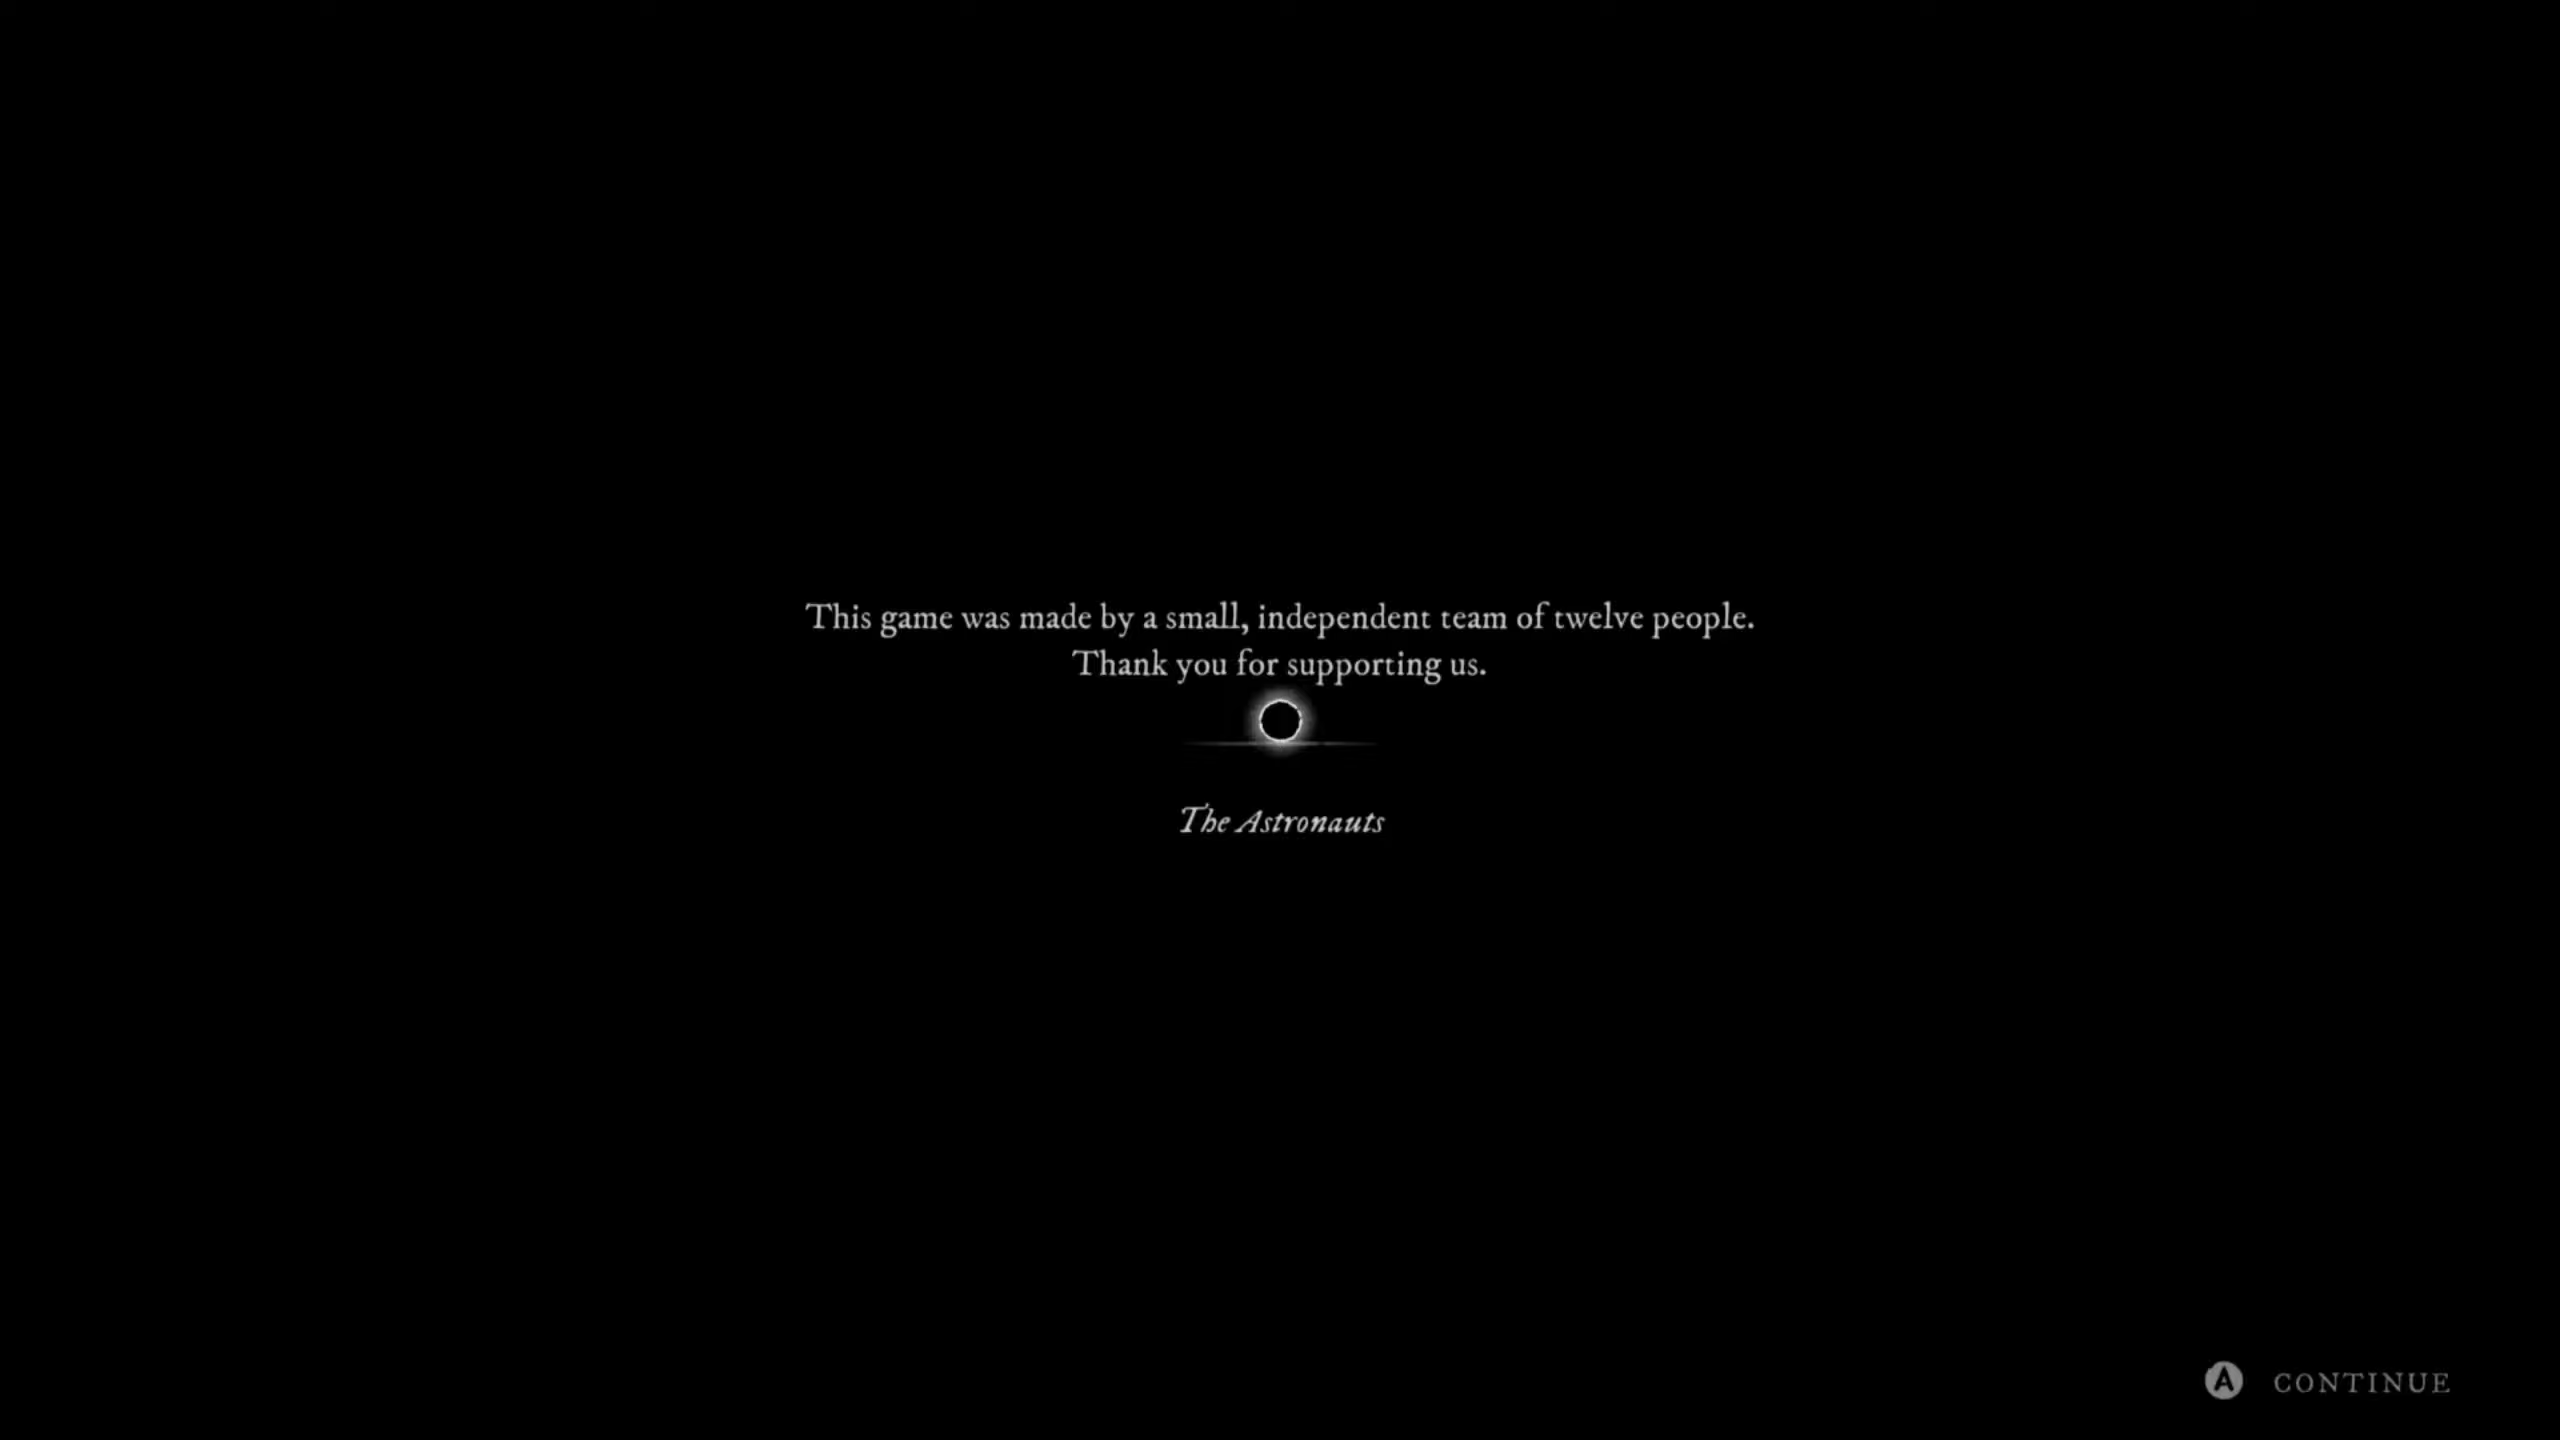 This game was made by a small, independent team of twelve people.
Thank you for supporting us.
The Astronauts
A CONTINUE